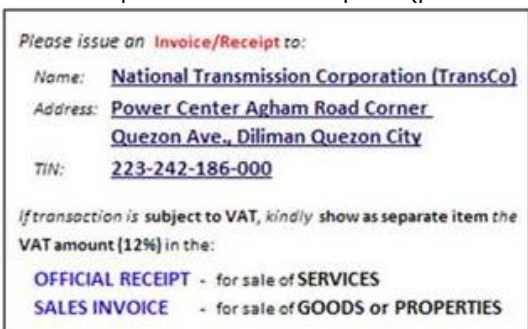 Please issue an Invoice/Receipt to:
Name: National Transmission Corporation (TransCo)
Address: Power Center Agham Road Corner
Quezon Ave., Diliman Quezon City
TIN: 223-242-186-000
If transaction is subject to VAT, kindly show as separate item the
VAT amount (12%) in the:
OFFICIAL RECEIPT - for sale of SERVICES
SALES INVOICE - for sale of GOODS or PROPERTIES